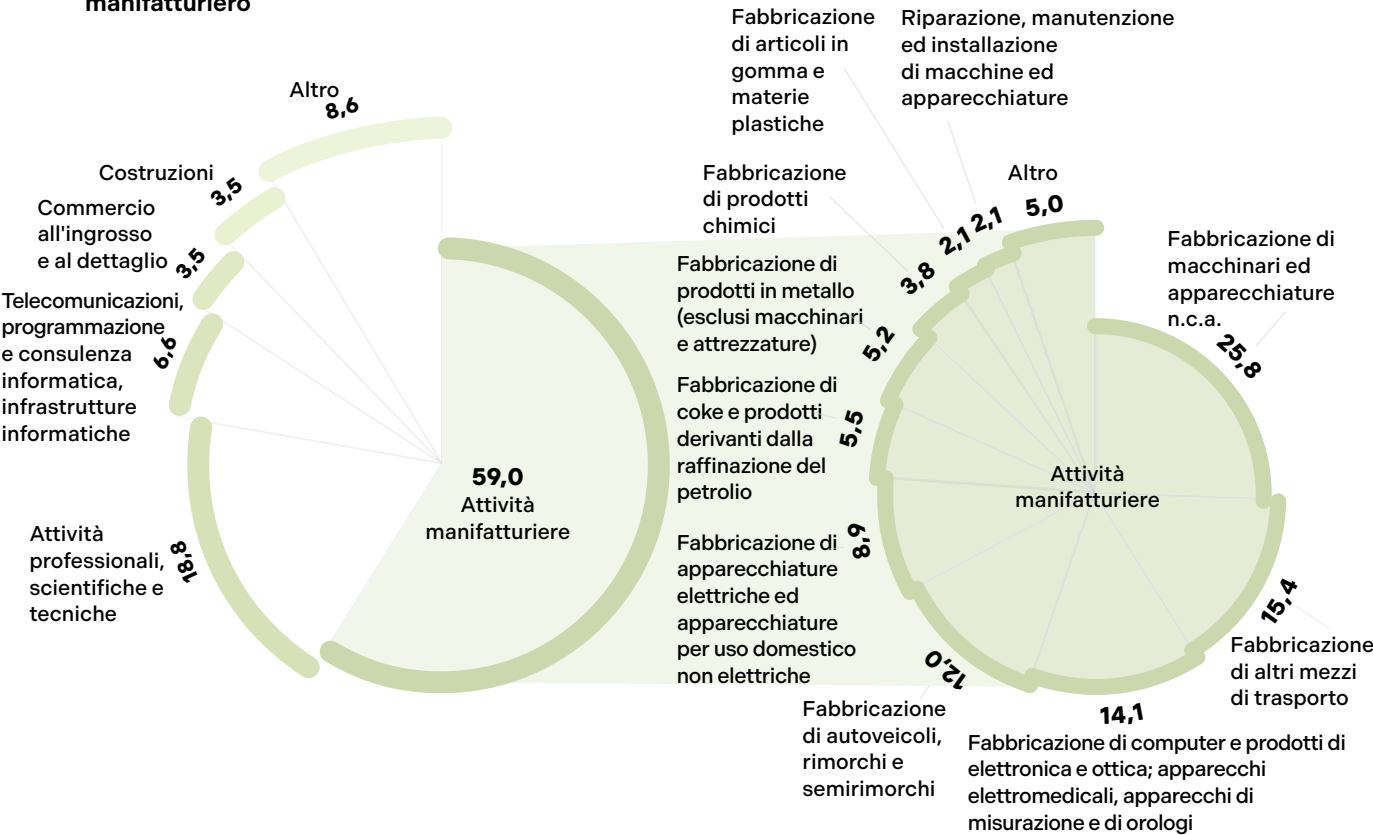 manifatturiero
Altro
8,6
Costruzioni
3,5
Commercio
all'ingrosso
e al dettaglio
3,5
Telecomunicazioni,
programmazione
e consulenza
informatica,
infrastrutture
informatiche
6,6
Attività
professionali,
scientifiche e
tecniche
18,8
59,0
Attività
manifatturiere
Fabbricazione
di articoli in
gomma e
materie
plastiche
2,1
Riparazione, manutenzione
ed installazione
di macchine ed
apparecchiature
2,1
Altro
5,0
Fabbricazione
di prodotti
chimici
3,8
Fabbricazione di
prodotti in metallo
(esclusi macchinari
e attrezzature)
5,2
Fabbricazione di
coke e prodotti
derivanti dalla
raffinazione del
petrolio
5,5
Fabbricazione di
apparecchiature
elettriche ed
apparecchiature
per uso domestico
non elettriche
8,9
Attività
manifatturiere
Fabbricazione di
macchinari ed
apparecchiature
n.c.a.
25,8
15,4
Fabbricazione
di altri mezzi
di trasporto
12,0
Fabbricazione
di autoveicoli,
rimorchi e
semirimorchi
14,1
Fabbricazione di computer e prodotti di
elettronica e ottica; apparecchi
elettromedicali, apparecchi di
misurazione e di orologi